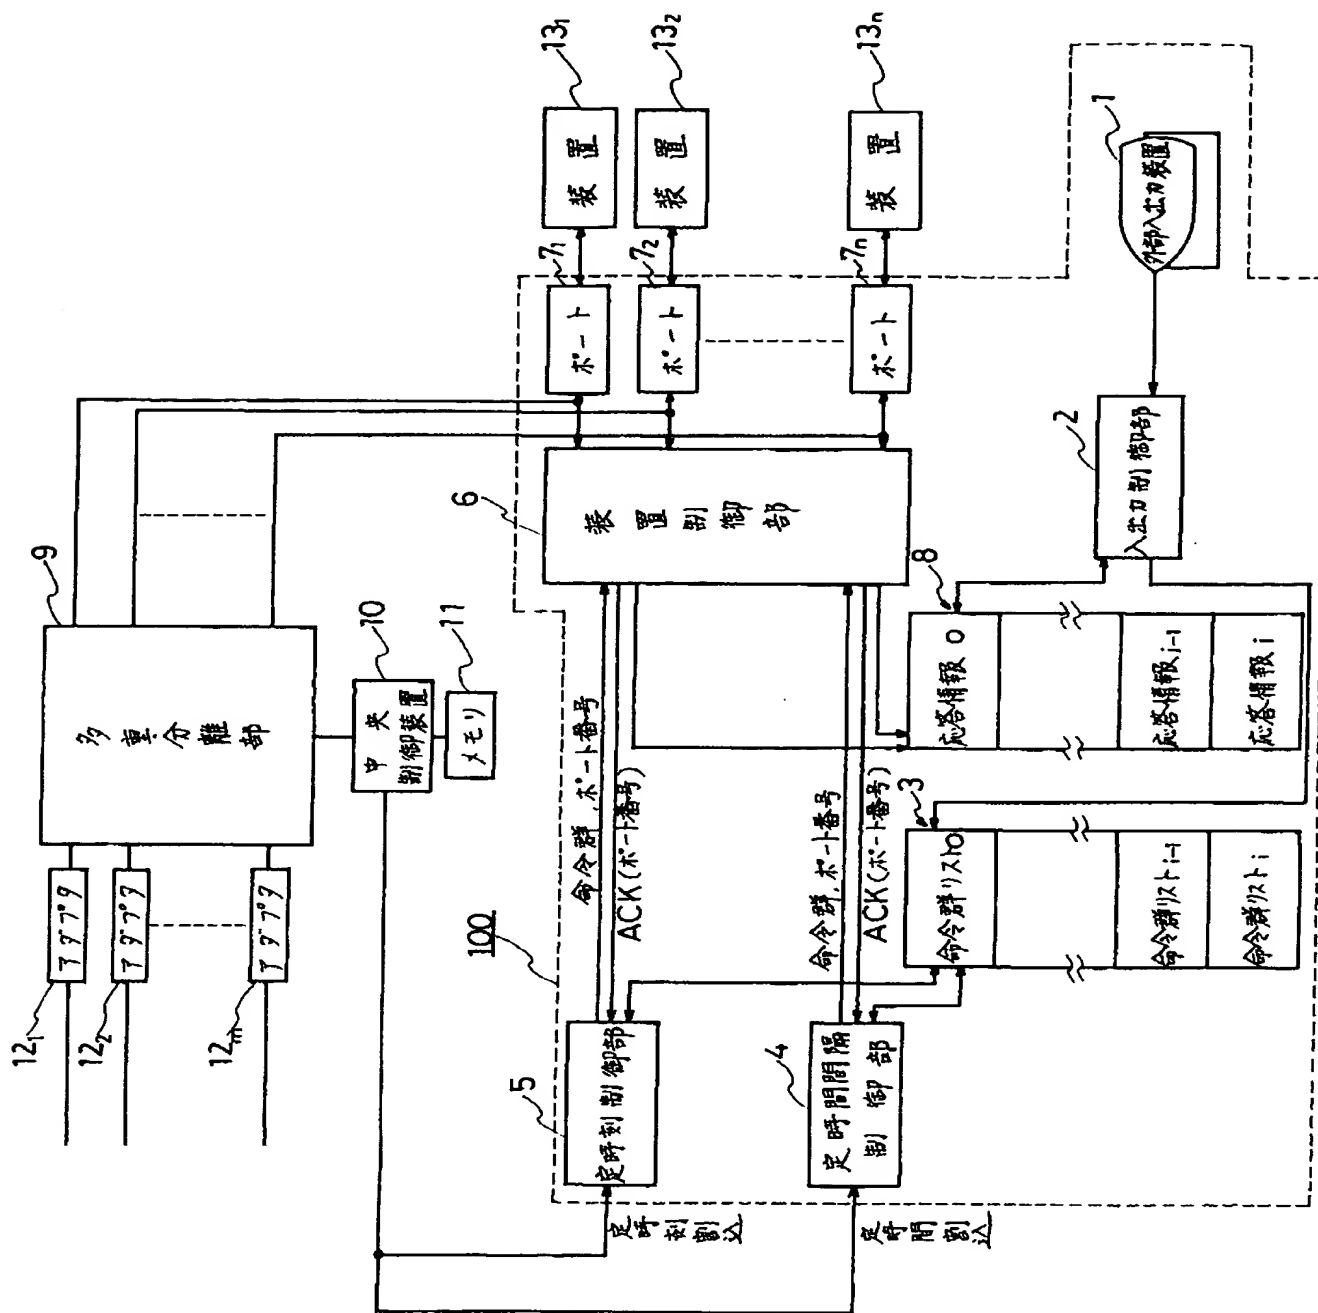 12₁
アダプタ
12₂
アダプタ
12m
アダプタ
9
多重分離部
10
中央
制御装置
11
メモリ
100
5
定時刻制御部
定時刻割込
命令群,ポート番号
ACK(ポート番号)
4
定時間間隔
制御部
定時間割込
命令群,ポート番号
ACK(ポート番号)
6
装置制御部
7₁
ポート
13₁
装置
7₂
ポート
13₂
装置
7n
ポート
13n
装置
3
命令群リスト0
命令群リストi-1
命令群リストi
8
応答情報0
応答情報j-1
応答情報i
2
入出力制御部
1
外部入出力装置